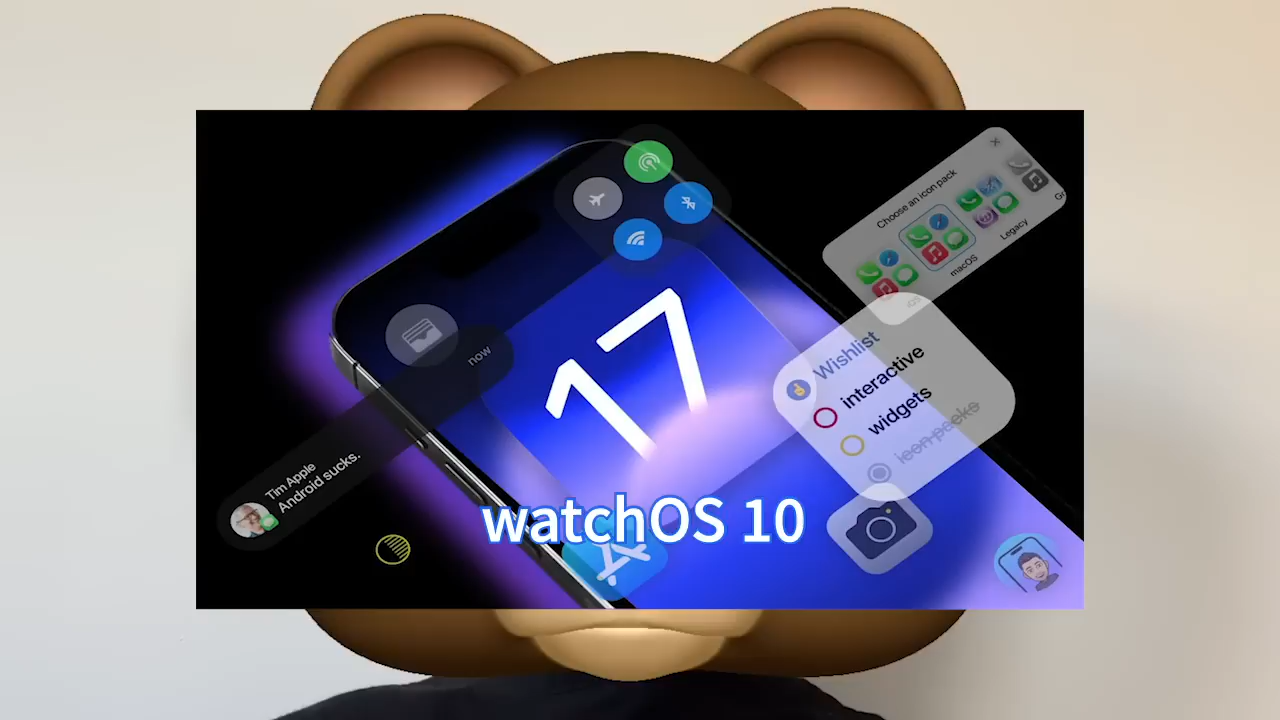 Choose an icon pack
macOS
Legacy
17
now
Wishlist
interactive
widgets
icon peeks
Tim Apple
Android sucks.
watchOS 10